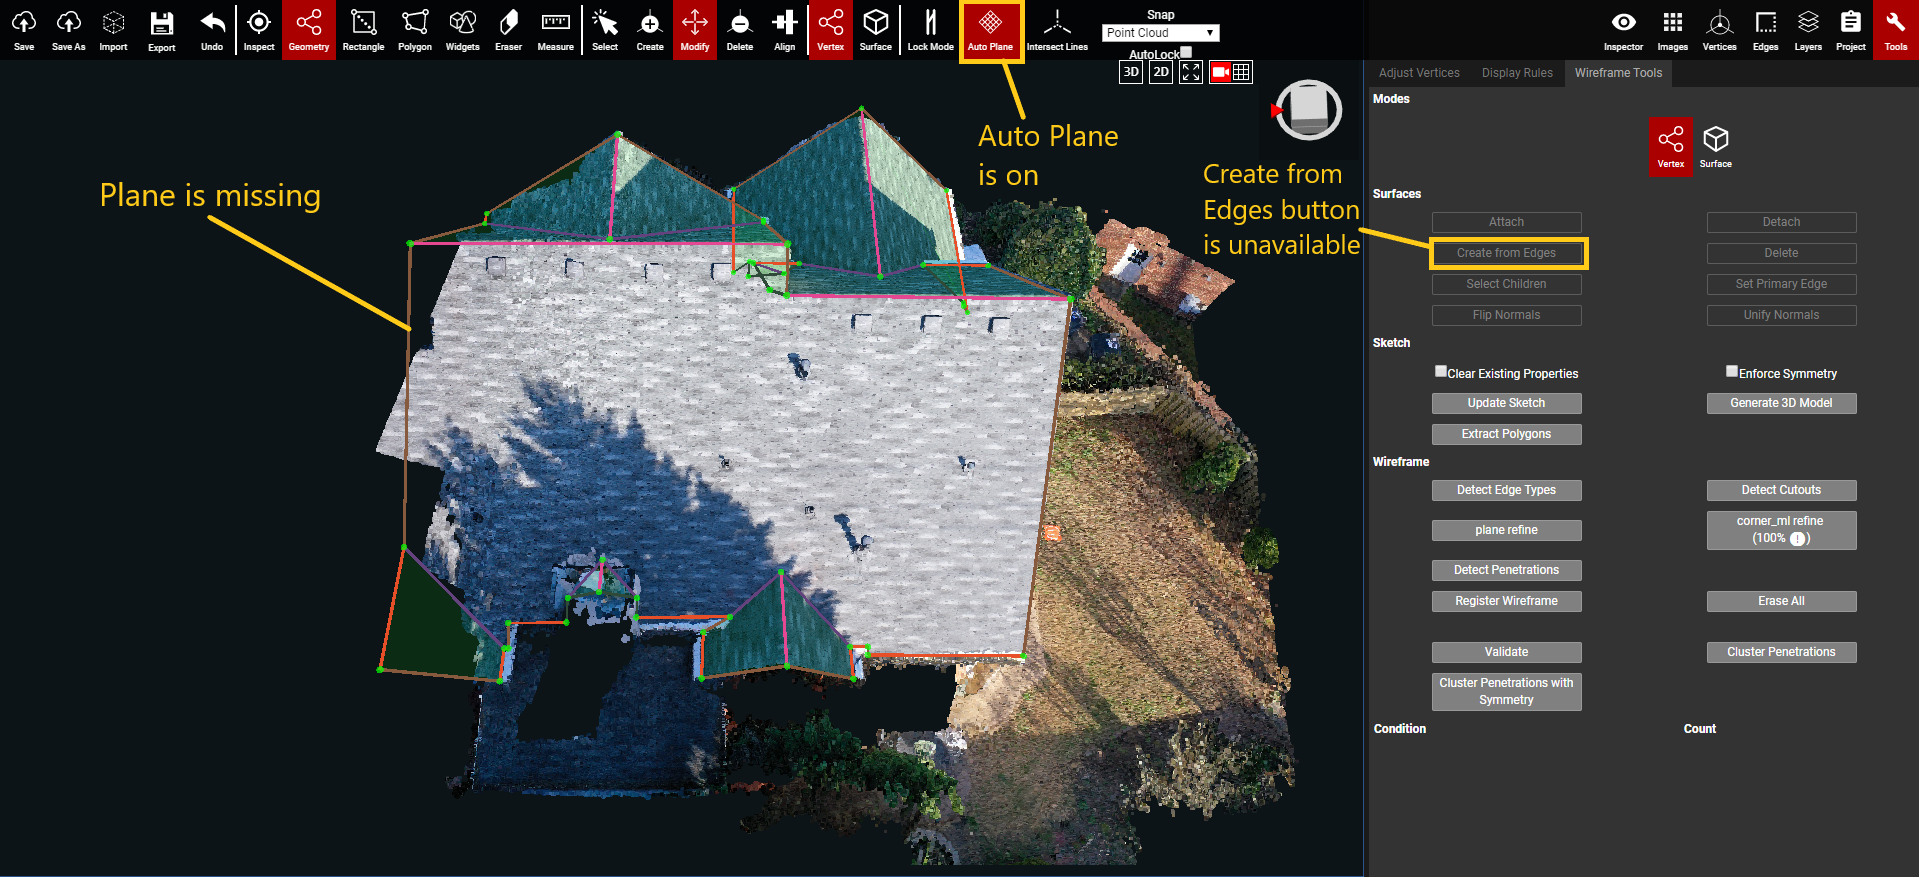 Save
Save As
Import
Export
Undo
Inspect
Geometry
Rectangle
Polygon
Widgets
Eraser
Measure
Select
Create
Modify
Delete
Align
Vertex
Surface
Lock Mode
Auto Plane
Intersect Lines
Snap
Point Cloud
AutoLock
Inspector
Images
Vertices
Edges
Layers
Project
Tools
3D
2D
Adjust Vertices
Display Rules
Wireframe Tools
Modes
Vertex
Surface
Auto Plane
is on
Plane is missing
Create from
Edges button
is unavailable
Surfaces
Attach
Detach
Create from Edges
Delete
Select Children
Set Primary Edge
Flip Normals
Unify Normals
Sketch
Clear Existing Properties
Enforce Symmetry
Update Sketch
Generate 3D Model
Extract Polygons
Wireframe
Detect Edge Types
Detect Cutouts
plane refine
corner_ml refine
(100% ! )
Detect Penetrations
Register Wireframe
Erase All
Validate
Cluster Penetrations
Cluster Penetrations with
Symmetry
Condition
Count